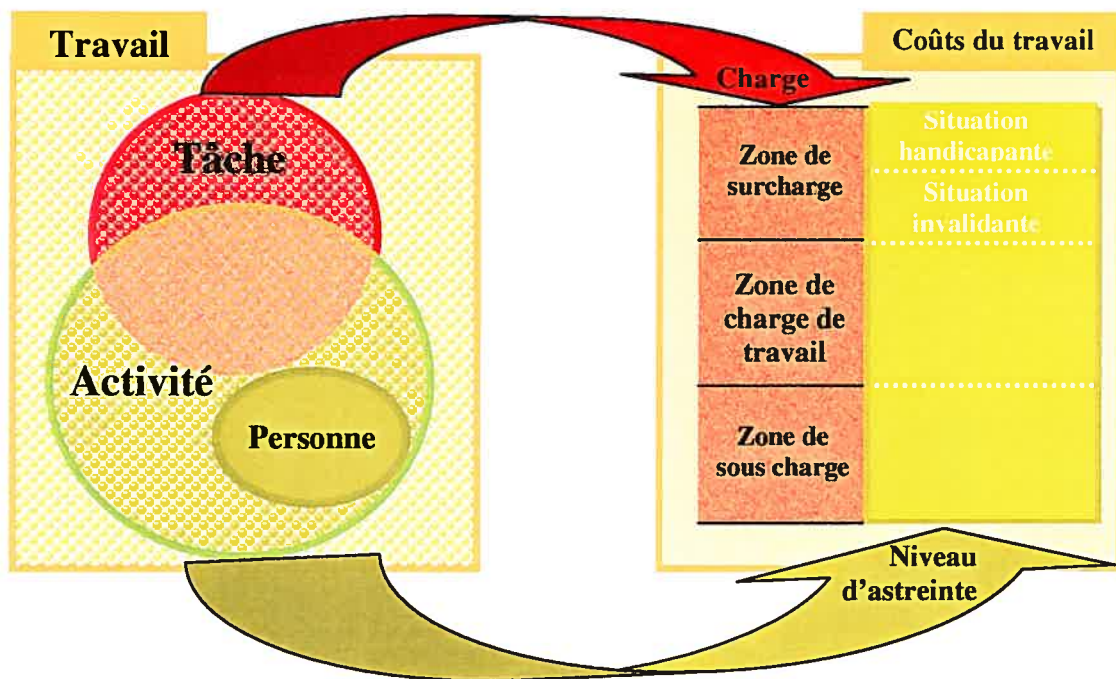 Travail
Tâche
Activité
Personne
Coûts du travail
Charge
Zone de
surcharge
Situation
handicapante
Situation
invalidante
Zone de
charge de
travail
Zone de
sous charge
Niveau
d'astreinte